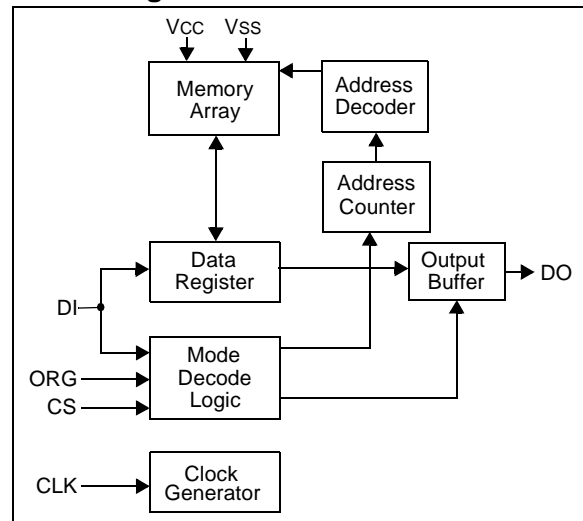 VCC
VSS
Memory
Array
Address
Decoder
Address
Counter
Data
Register
Output
Buffer
DO
DI
Mode
Decode
Logic
ORG
CS
CLK
Clock
Generator